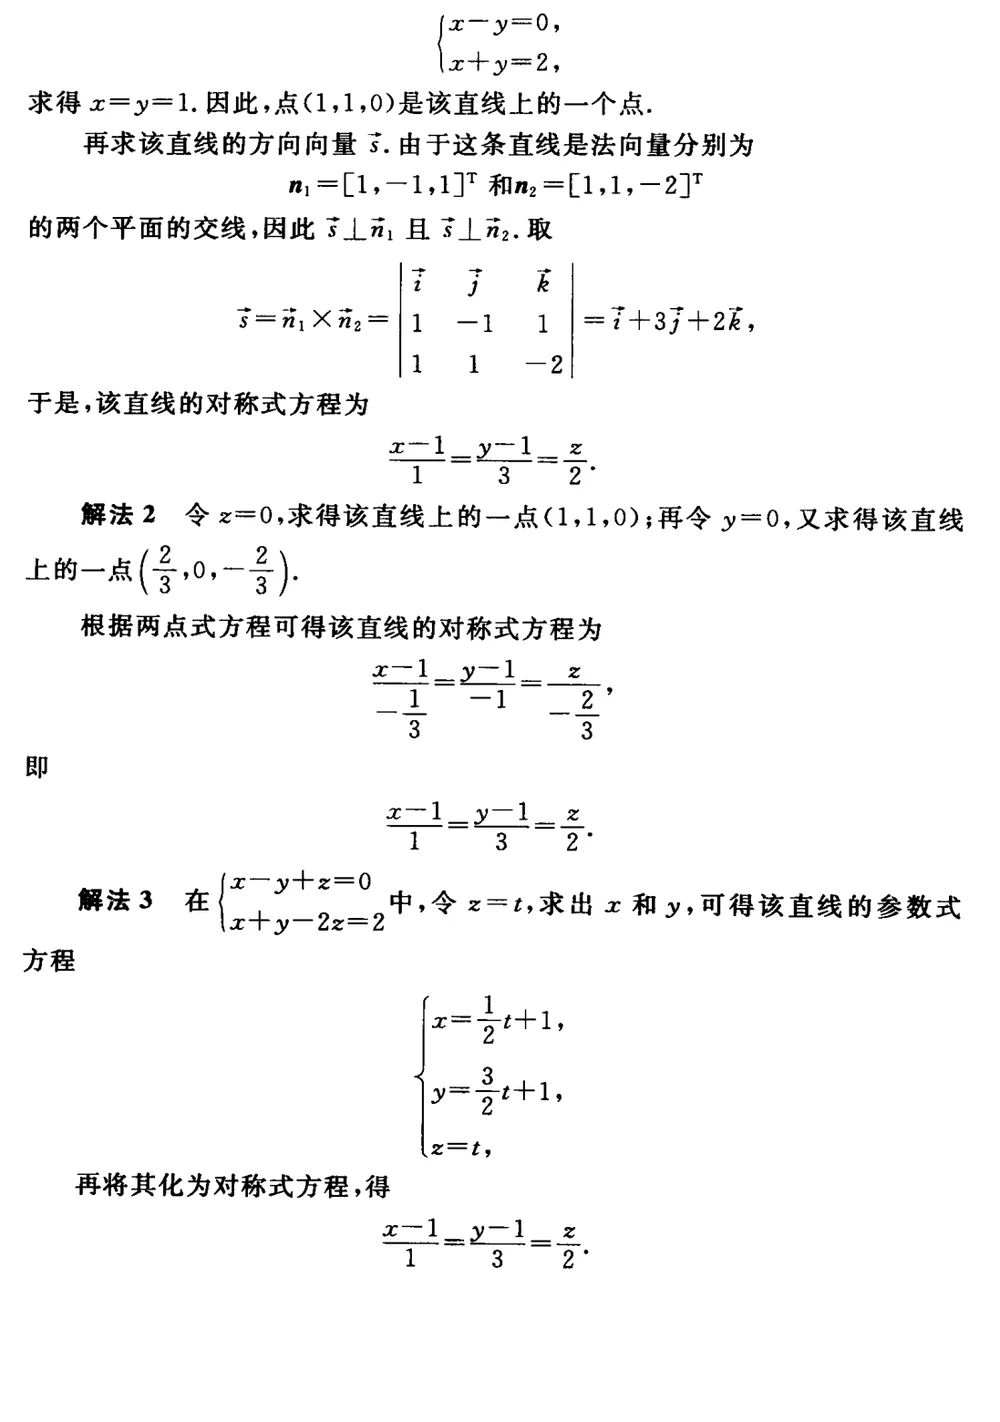 {x-y=0,
x+y=2,
求得 x=y=1.因此,点(1,1,0)是该直线上的一个点.
再求该直线的方向向量 s⃗.由于这条直线是法向量分别为
n₁=[1,-1,1]ᵀ 和n₂=[1,1,-2]ᵀ
的两个平面的交线,因此 s⃗⊥n⃗₁ 且 s⃗⊥n⃗₂.取
s⃗=n⃗₁×n⃗₂=|i⃗ j⃗ k⃗; 1 -1 1; 1 1 -2|=i⃗+3j⃗+2k⃗,
于是,该直线的对称式方程为
(x-1)/1=(y-1)/3=z/2.
解法2 令 z=0,求得该直线上的一点(1,1,0);再令 y=0,又求得该直线
上的一点(2/3,0,-2/3).
根据两点式方程可得该直线的对称式方程为
(x-1)/(-1/3)=(y-1)/(-1)=z/(-2/3),
即
(x-1)/1=(y-1)/3=z/2.
解法3 在{x-y+z=0 x+y-2z=2中,令 z=t,求出 x 和 y,可得该直线的参数式
方程
{x=1/2t+1,
y=3/2t+1,
z=t,
再将其化为对称式方程,得
(x-1)/1=(y-1)/3=z/2.